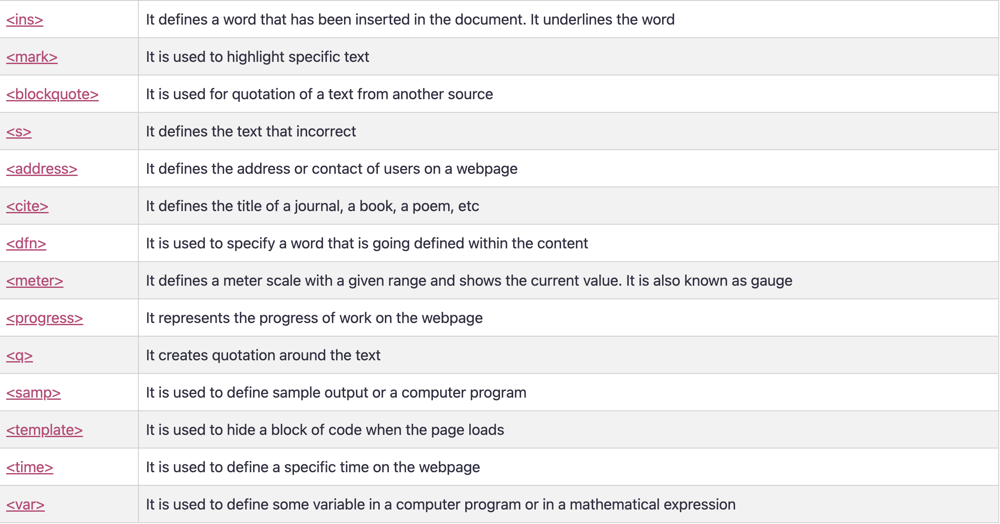 <ins> It defines a word that has been inserted in the document. It underlines the word
<mark> It is used to highlight specific text
<blockquote> It is used for quotation of a text from another source
<s> It defines the text that incorrect
<address> It defines the address or contact of users on a webpage
<cite> It defines the title of a journal, a book, a poem, etc
<dfn> It is used to specify a word that is going defined within the content
<meter> It defines a meter scale with a given range and shows the current value. It is also known as gauge
<progress> It represents the progress of work on the webpage
<q> It creates quotation around the text
<samp> It is used to define sample output or a computer program
<template> It is used to hide a block of code when the page loads
<time> It is used to define a specific time on the webpage
<var> It is used to define some variable in a computer program or in a mathematical expression